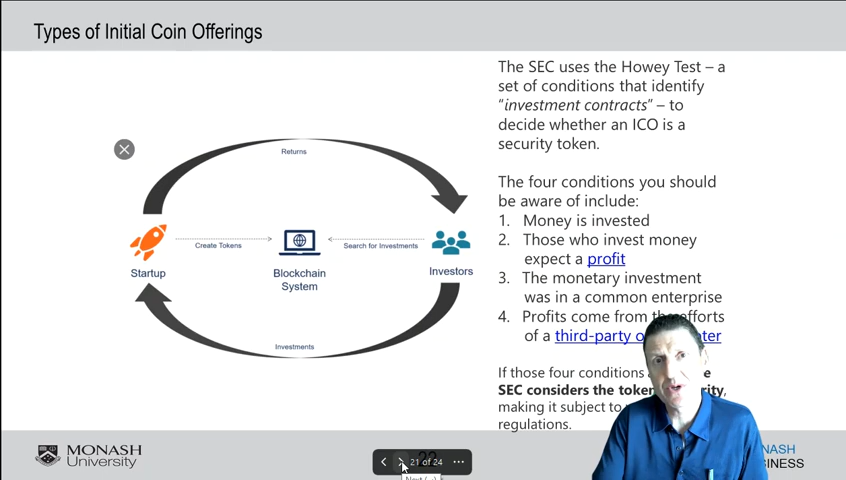 Types of Initial Coin Offerings
The SEC uses the Howey Test – a
set of conditions that identify
“investment contracts” – to
decide whether an ICO is a
security token.
The four conditions you should
be aware of include:
1. Money is invested
2. Those who invest money
expect a profit
3. The monetary investment
was in a common enterprise
4. Profits come from the efforts
of a third-party
If those four conditions
SEC considers the
making it subject to
regulations.
Returns
Startup
Create Tokens
Blockchain
System
Search for Investments
Investors
Investments
MONASH
University
21 of 24
Next